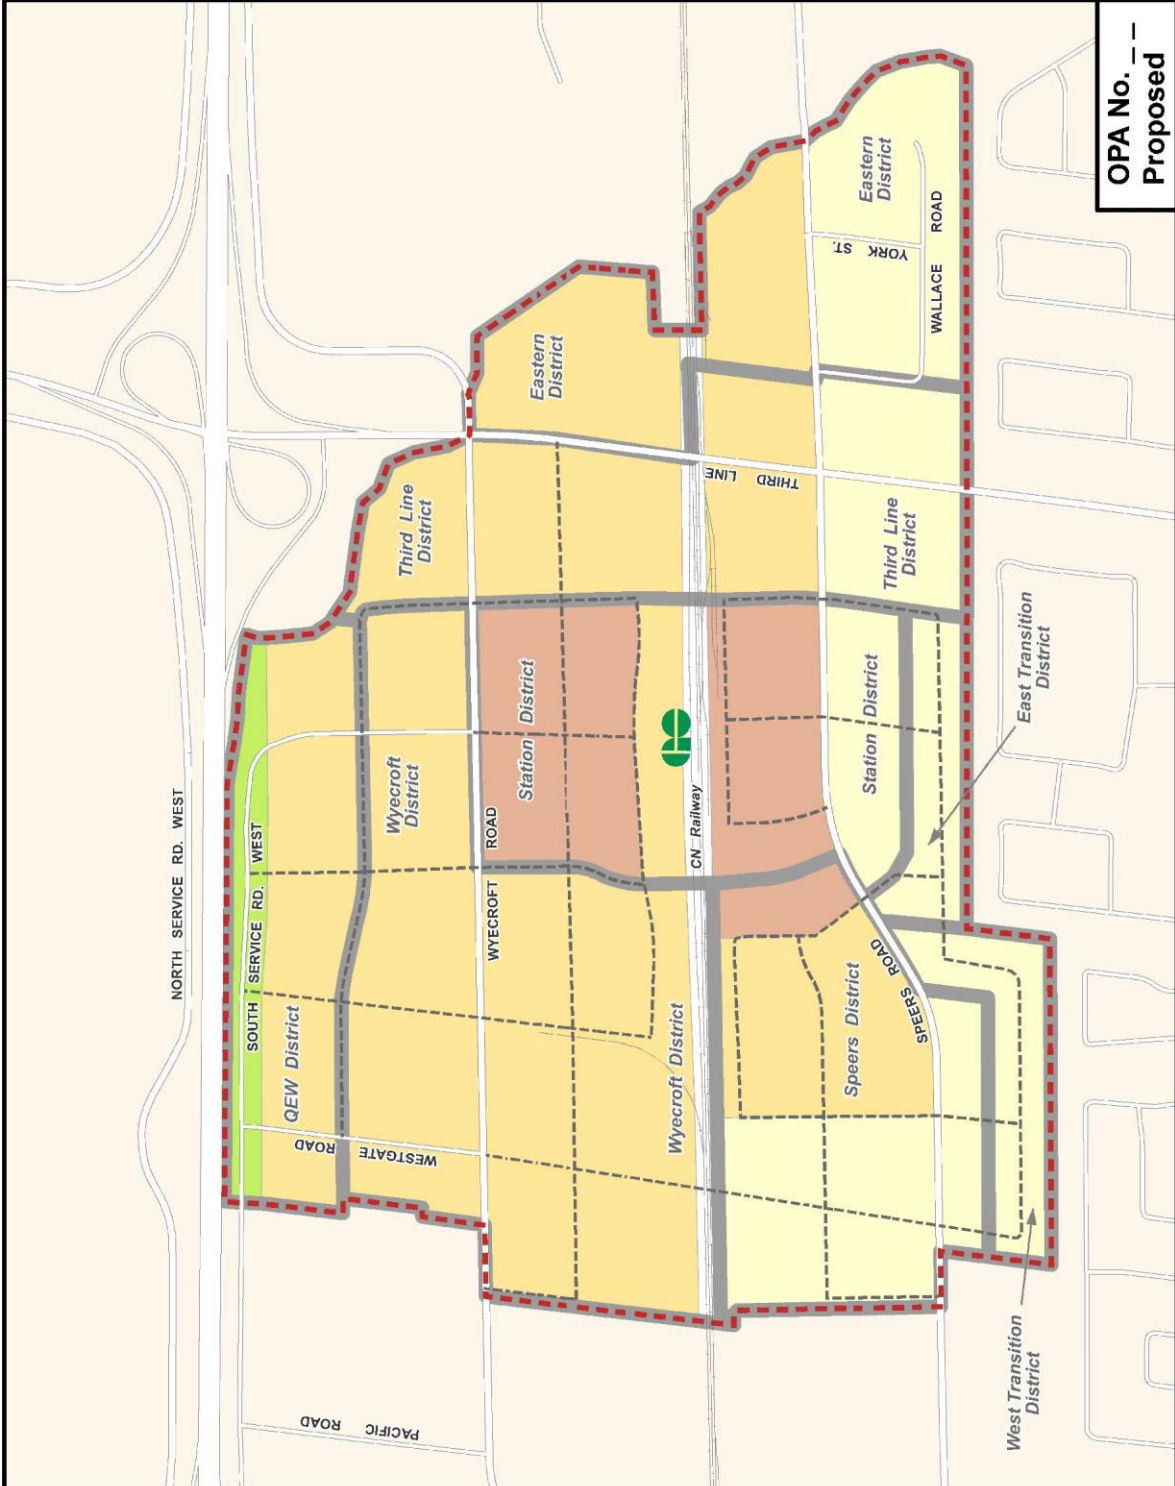 OPA No. _ _
Proposed
NORTH SERVICE RD. WEST
SOUTH SERVICE RD. WEST
QEW District
WESTGATE ROAD
PACIFIC ROAD
Wyecroft
District
Third Line
District
WYECROFT ROAD
Station District
Eastern
District
THIRD LINE
Wyecroft District
CN Railway
GO
Speers District
SPEERS ROAD
Station District
Third Line
District
Eastern
District
YORK ST.
WALLACE ROAD
West Transition
District
East Transition
District